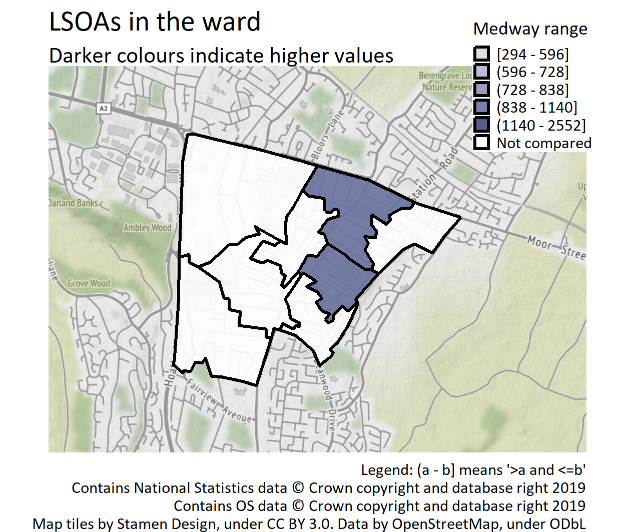 LSOAs in the ward
Darker colours indicate higher values
Medway range
[294 - 596]
(596 - 728]
(728 - 838]
(838 - 1140]
(1140 - 2552]
Not compared
A2
Bloors Lane
Berengrave
Nature Reserve
Road
Darland Banks
Ambley Wood
Grove Wood
Moor Stree
Fairview Avenue
Drive
Legend: (a - b] means '>a and <=b'
Contains National Statistics data © Crown copyright and database right 2019
Contains OS data © Crown copyright and database right 2019
Map tiles by Stamen Design, under CC BY 3.0. Data by OpenStreetMap, under ODbL